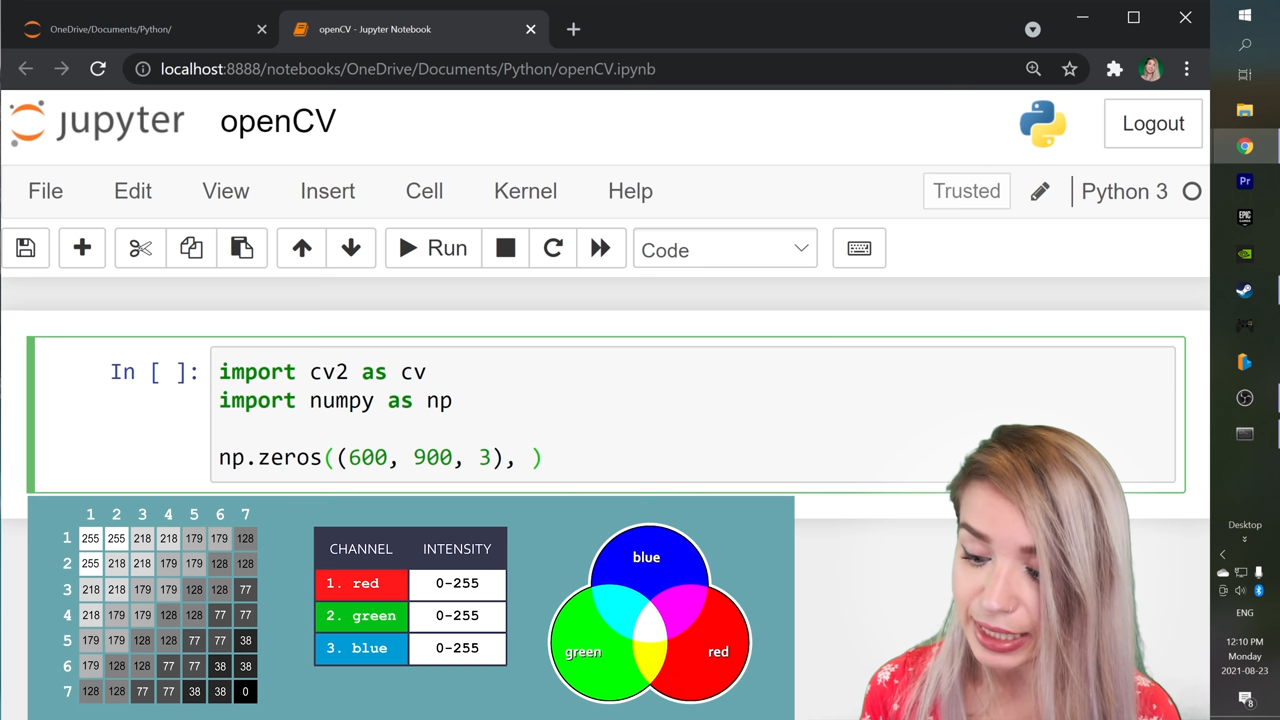 OneDrive/Documents/Python/
openCV - Jupyter Notebook
localhost:8888/notebooks/OneDrive/Documents/Python/openCV.ipynb
jupyter openCV
Logout
File Edit View Insert Cell Kernel Help
Trusted
Python 3
Run
Code
Pr
EPIC GAMES
In [ ]:
import cv2 as cv
import numpy as np
np.zeros((600, 900, 3), )
1 2 3 4 5 6 7
1 255 255 218 218 179 179 128
2 255 218 218 179 179 128 128
3 218 218 179 179 128 128 77
4 218 179 179 128 128 77 77
5 179 179 128 128 77 77 38
6 179 128 128 77 77 38 38
7 128 128 77 77 38 38 0
CHANNEL INTENSITY
1. red 0-255
2. green 0-255
3. blue 0-255
blue
green
red
Desktop
ENG
12:10 PM
Monday
2021-08-23
8